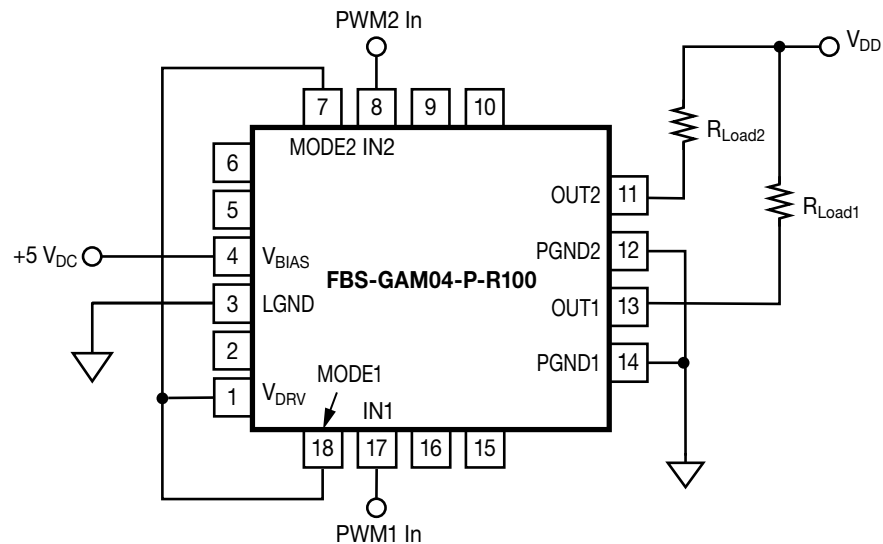 PWM2 In
V_DD
7 8 9 10
MODE2 IN2
R_Load2
6
5
OUT2 11
R_Load1
+5 V_DC
4 V_BIAS
PGND2 12
FBS-GAM04-P-R100
3 LGND
OUT1 13
2
MODE1
PGND1 14
1 V_DRV
IN1
18 17 16 15
PWM1 In